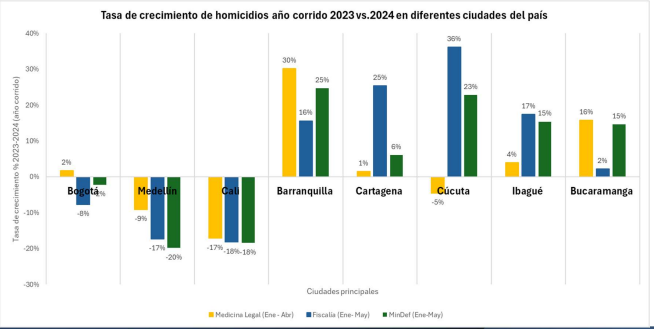 Tasa de crecimiento de homicidios año corrido 2023 vs.2024 en diferentes ciudades del país
Tasa de crecimiento % 2023-2024 (año corrido)
40%
30%
20%
10%
0%
-10%
-20%
-30%
2%
-8%
-2%
-9%
-17%
-20%
-17%
-18%
-18%
30%
16%
25%
1%
25%
6%
-5%
36%
23%
4%
17%
15%
16%
2%
15%
Bogotá
Medellín
Cali
Barranquilla
Cartagena
Cúcuta
Ibagué
Bucaramanga
Ciudades principales
Medicina Legal (Ene - Abr)
Fiscalía (Ene- May)
MinDef (Ene-May)